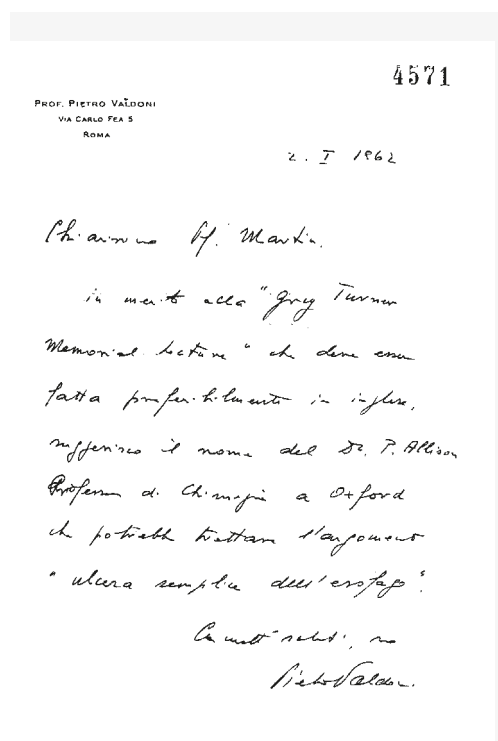 4571
PROF. PIETRO VALDONI
VIA CARLO FEA 5
ROMA
2. I 1962
Chiarissimo Pf. Martin.
in merito alla "Grey Turner
Memorial Lecture" che deve essere
fatta preferibilmente in inglese,
suggerisco il nome del Dr. P. Allison
Professore di Chirurgia a Oxford
che potrebbe trattare l'argomento
"ulcera semplice dell'esofago".
Con molti saluti, suo
Pietro Valdoni.